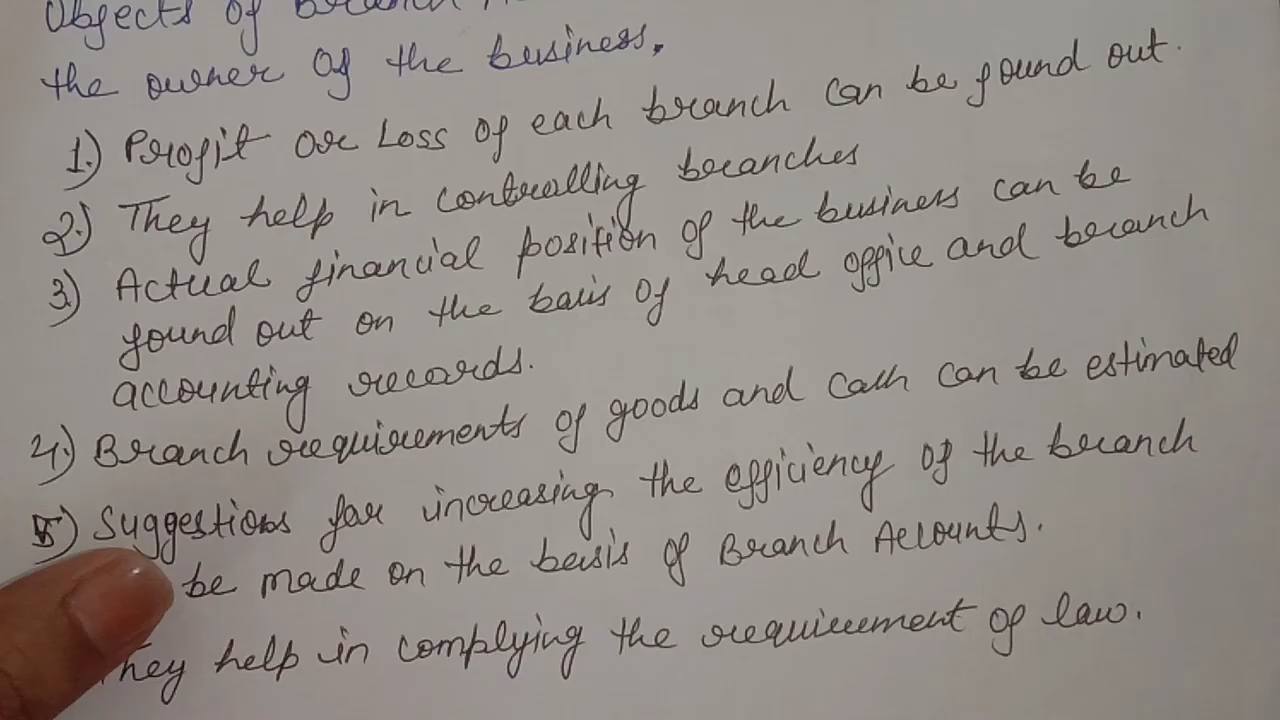 Objects of Branch
the owner of the business.
1.) Profit or Loss of each branch can be found out.
2.) They help in controlling branches
3.) Actual financial position of the business can be
found out on the basis of head office and branch
accounting records.
4.) Branch requirements of goods and cash can be estimated
5.) Suggestions for increasing the efficiency of the branch
be made on the basis of Branch Accounts.
They help in complying the requirement of law.